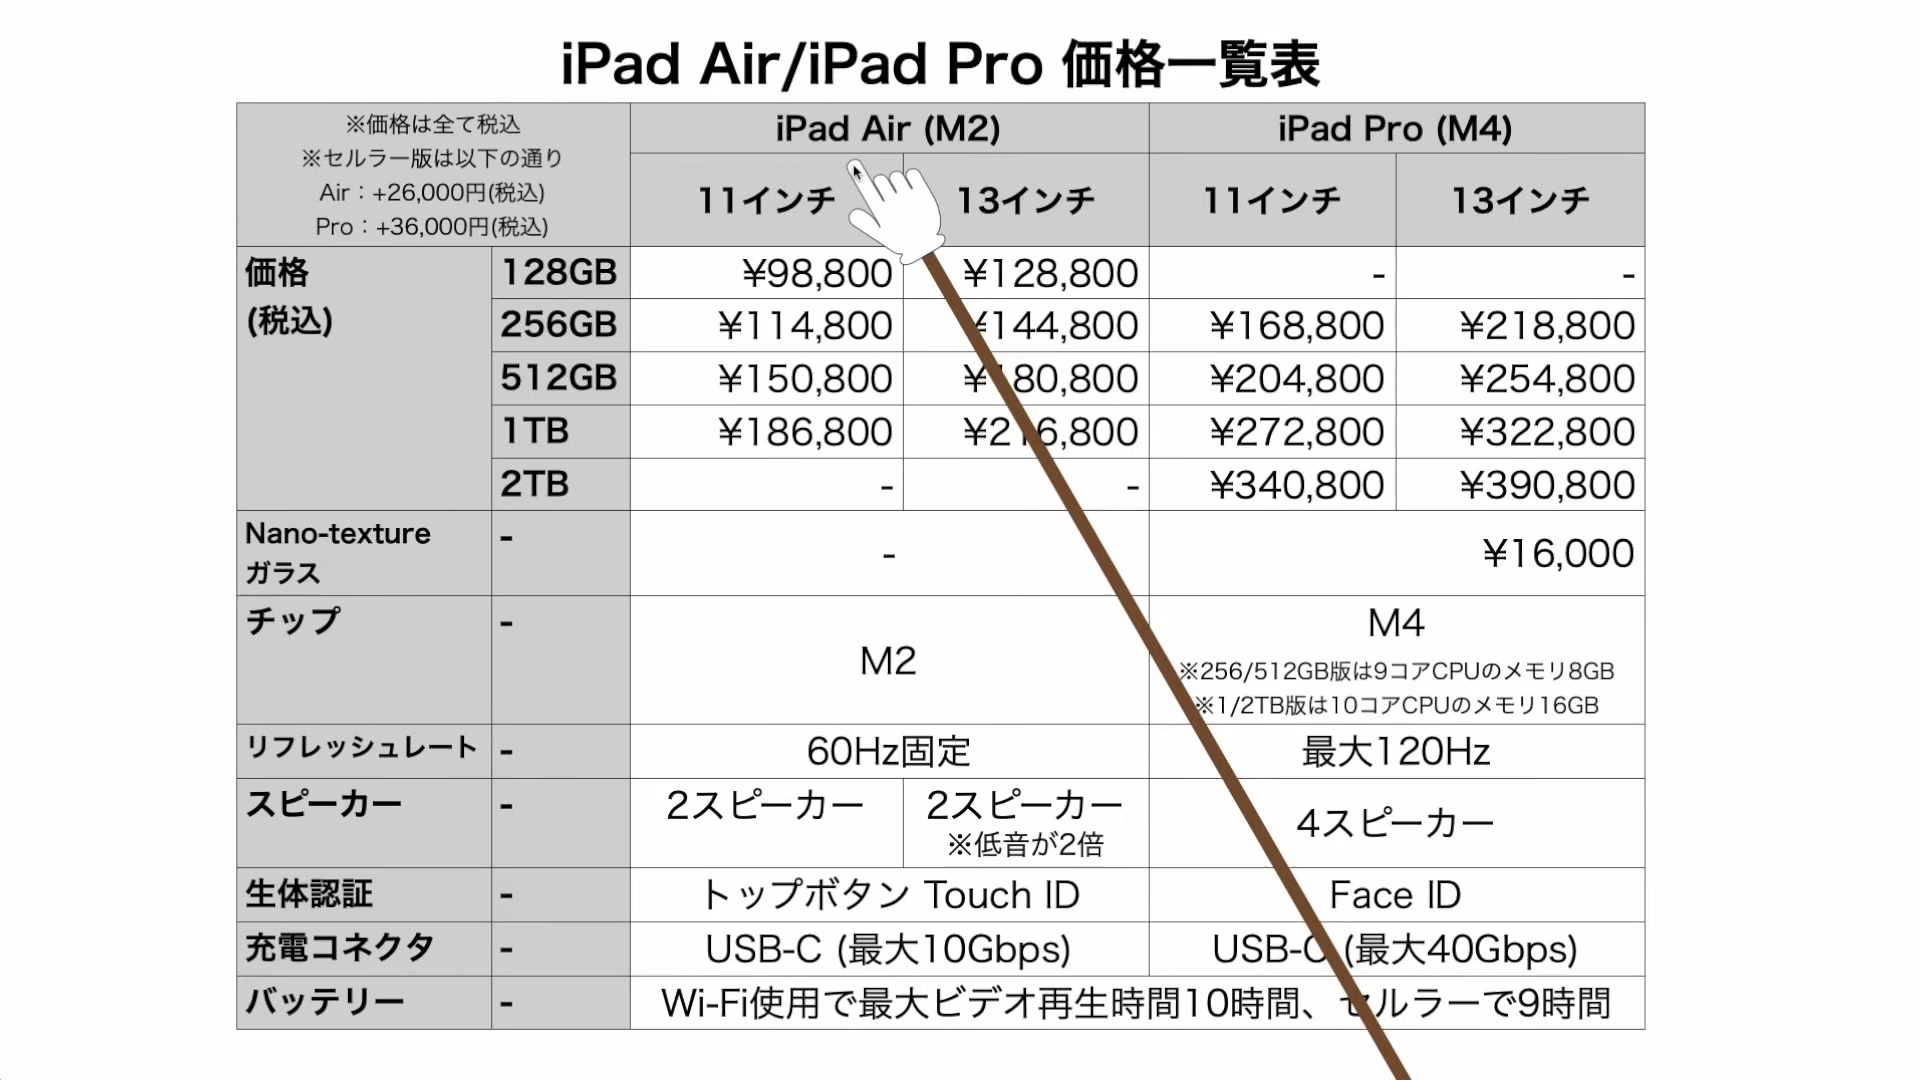 iPad Air/iPad Pro 価格一覧表
※価格は全て税込
※セルラー版は以下の通り
Air：+26,000円(税込)
Pro：+36,000円(税込)
iPad Air (M2)
iPad Pro (M4)
11インチ
13インチ
11インチ
13インチ
価格
(税込)
128GB ¥98,800 ¥128,800 - -
256GB ¥114,800 ¥144,800 ¥168,800 ¥218,800
512GB ¥150,800 ¥180,800 ¥204,800 ¥254,800
1TB ¥186,800 ¥216,800 ¥272,800 ¥322,800
2TB - - ¥340,800 ¥390,800
Nano-texture
ガラス
- - ¥16,000
チップ - M2 M4
※256/512GB版は9コアCPUのメモリ8GB
※1/2TB版は10コアCPUのメモリ16GB
リフレッシュレート - 60Hz固定 最大120Hz
スピーカー - 2スピーカー 2スピーカー 4スピーカー
※低音が2倍
生体認証 - トップボタン Touch ID Face ID
充電コネクタ - USB-C (最大10Gbps) USB-C (最大40Gbps)
バッテリー - Wi-Fi使用で最大ビデオ再生時間10時間、セルラーで9時間